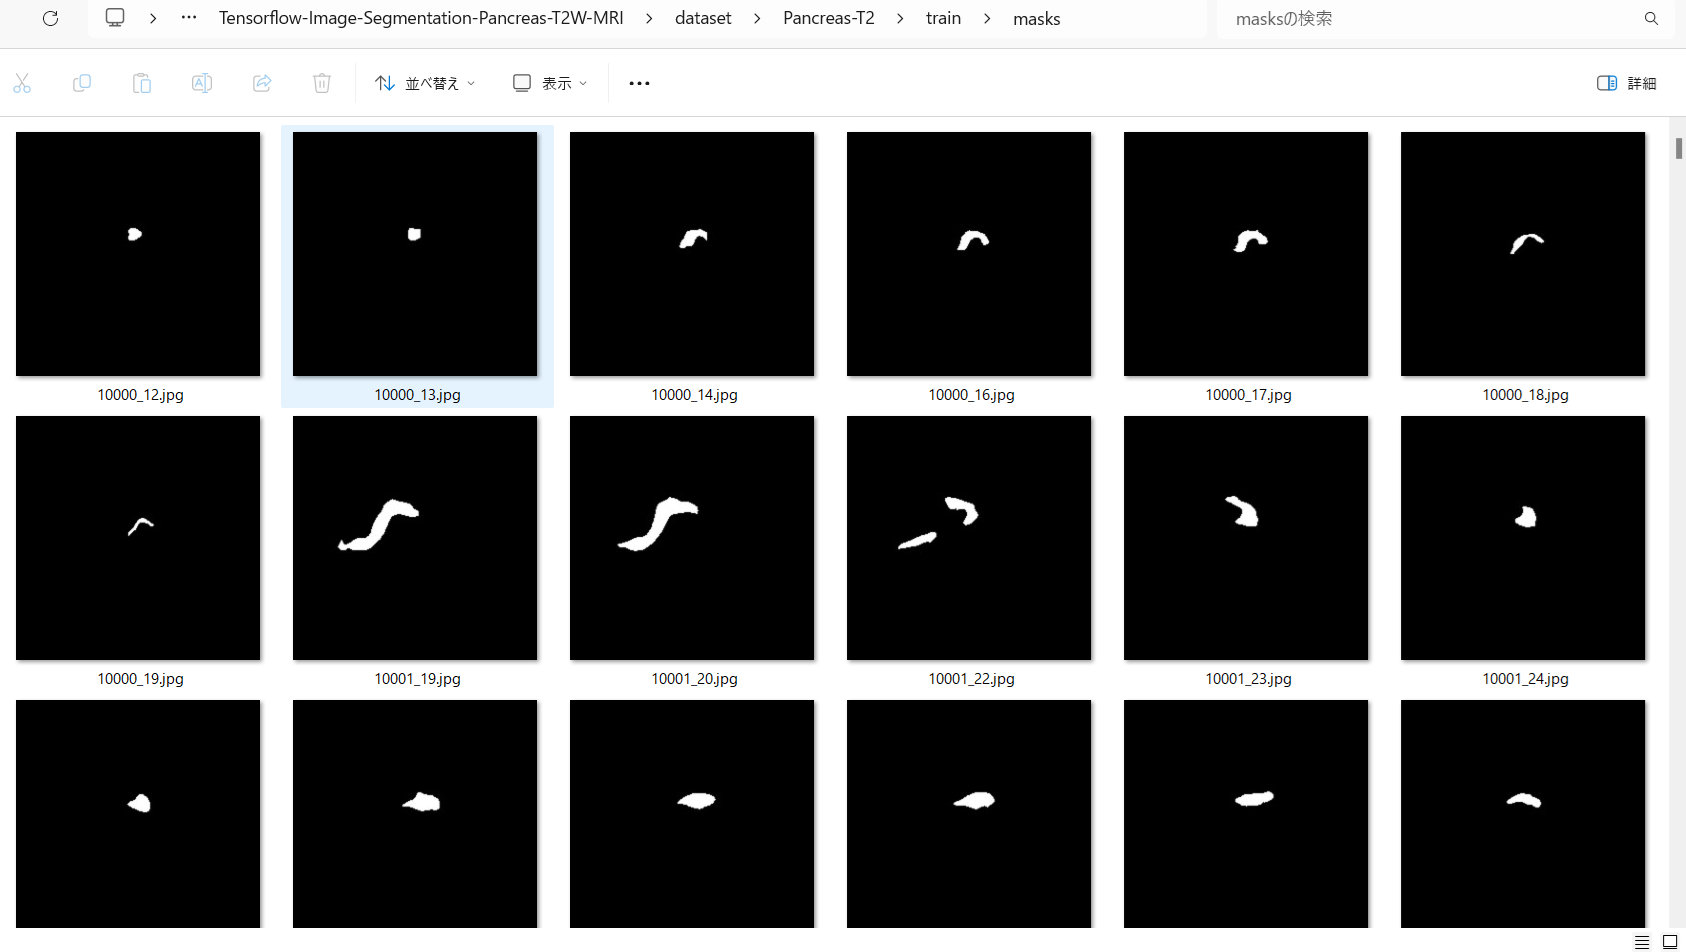 Tensorflow-Image-Segmentation-Pancreas-T2W-MRI > dataset > Pancreas-T2 > train > masks
masksの検索
並べ替え 表示 詳細
10000_12.jpg 10000_13.jpg 10000_14.jpg 10000_16.jpg 10000_17.jpg 10000_18.jpg
10000_19.jpg 10001_19.jpg 10001_20.jpg 10001_22.jpg 10001_23.jpg 10001_24.jpg